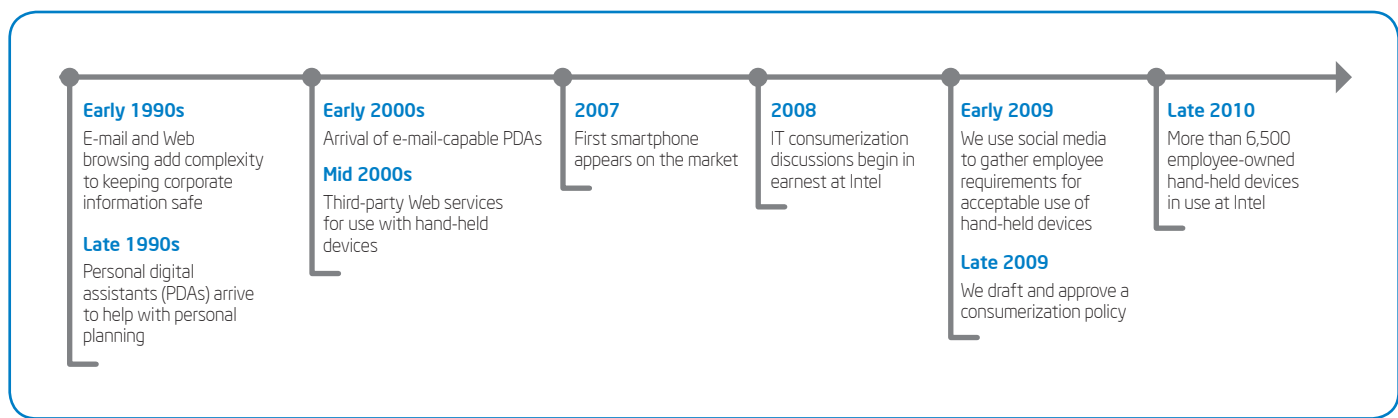 Early 1990s
E-mail and Web
browsing add complexity
to keeping corporate
information safe
Late 1990s
Personal digital
assistants (PDAs) arrive
to help with personal
planning
Early 2000s
Arrival of e-mail-capable PDAs
Mid 2000s
Third-party Web services
for use with hand-held
devices
2007
First smartphone
appears on the market
2008
IT consumerization
discussions begin in
earnest at Intel
Early 2009
We use social media
to gather employee
requirements for
acceptable use of
hand-held devices
Late 2009
We draft and approve a
consumerization policy
Late 2010
More than 6,500
employee-owned
hand-held devices
in use at Intel